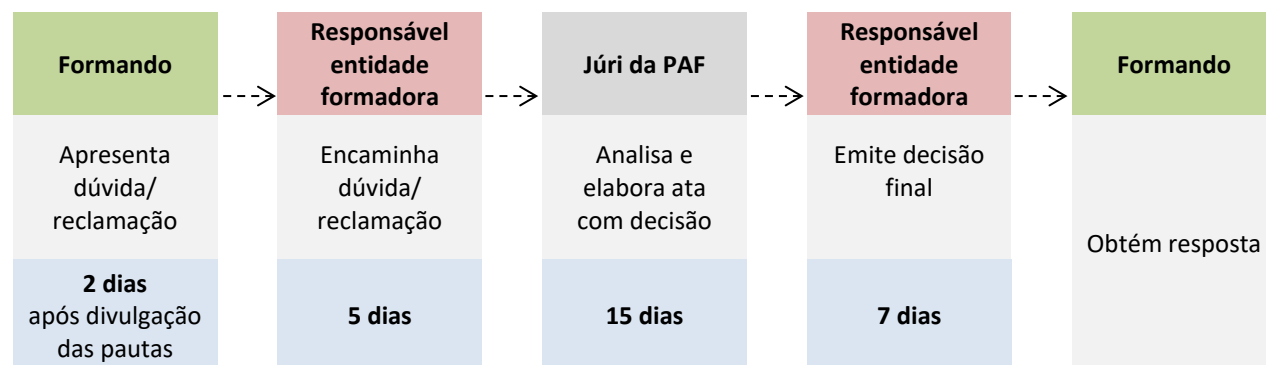 Formando
Apresenta
dúvida/
reclamação
2 dias
após divulgação
das pautas
Responsável
entidade
formadora
Encaminha
dúvida/
reclamação
5 dias
Júri da PAF
Analisa e
elabora ata
com decisão
15 dias
Responsável
entidade
formadora
Emite decisão
final
7 dias
Formando
Obtém resposta